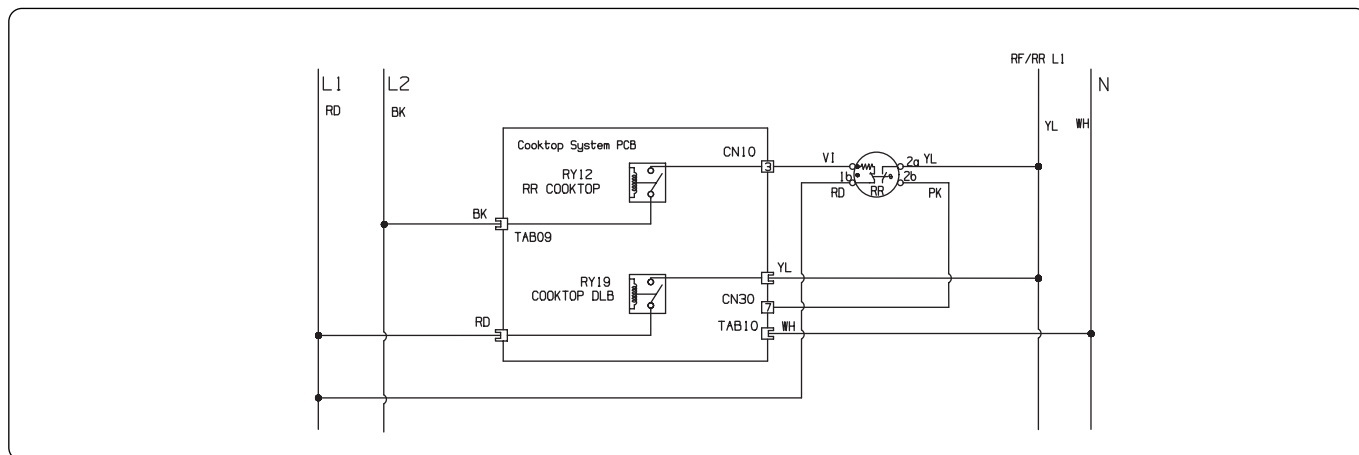 RF/RR L1
L1
L2
N
RD
BK
YL
WH
Cooktop System PCB
CN10
3
VI
2a
YL
RY12
RR COOKTOP
1b
RR
2b
RD
PK
BK
TAB09
YL
RY19
COOKTOP DLB
CN30
7
RD
TAB10
WH